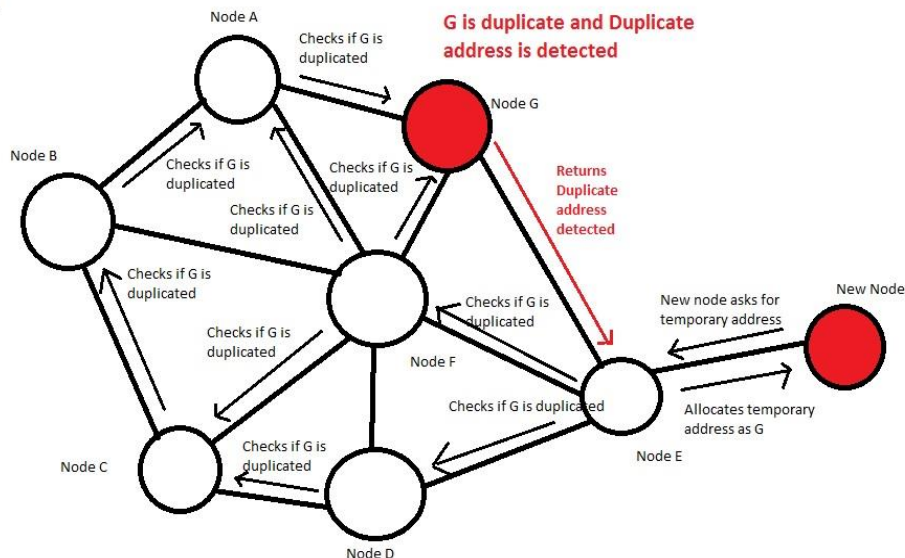 Node A
Checks if G is
duplicated
G is duplicate and Duplicate
address is detected
Node G
Node B
Checks if G is
duplicated
Checks if G is
duplicated
Checks if G is
duplicated
Returns
Duplicate
address
detected
Checks if G is
duplicated
Checks if G is
duplicated
Checks if G is
duplicated
New node asks for
temporary address
New Node
Node F
Checks if G is duplicated
Allocates temporary
address as G
Node E
Node C
Checks if G is
duplicated
Node D